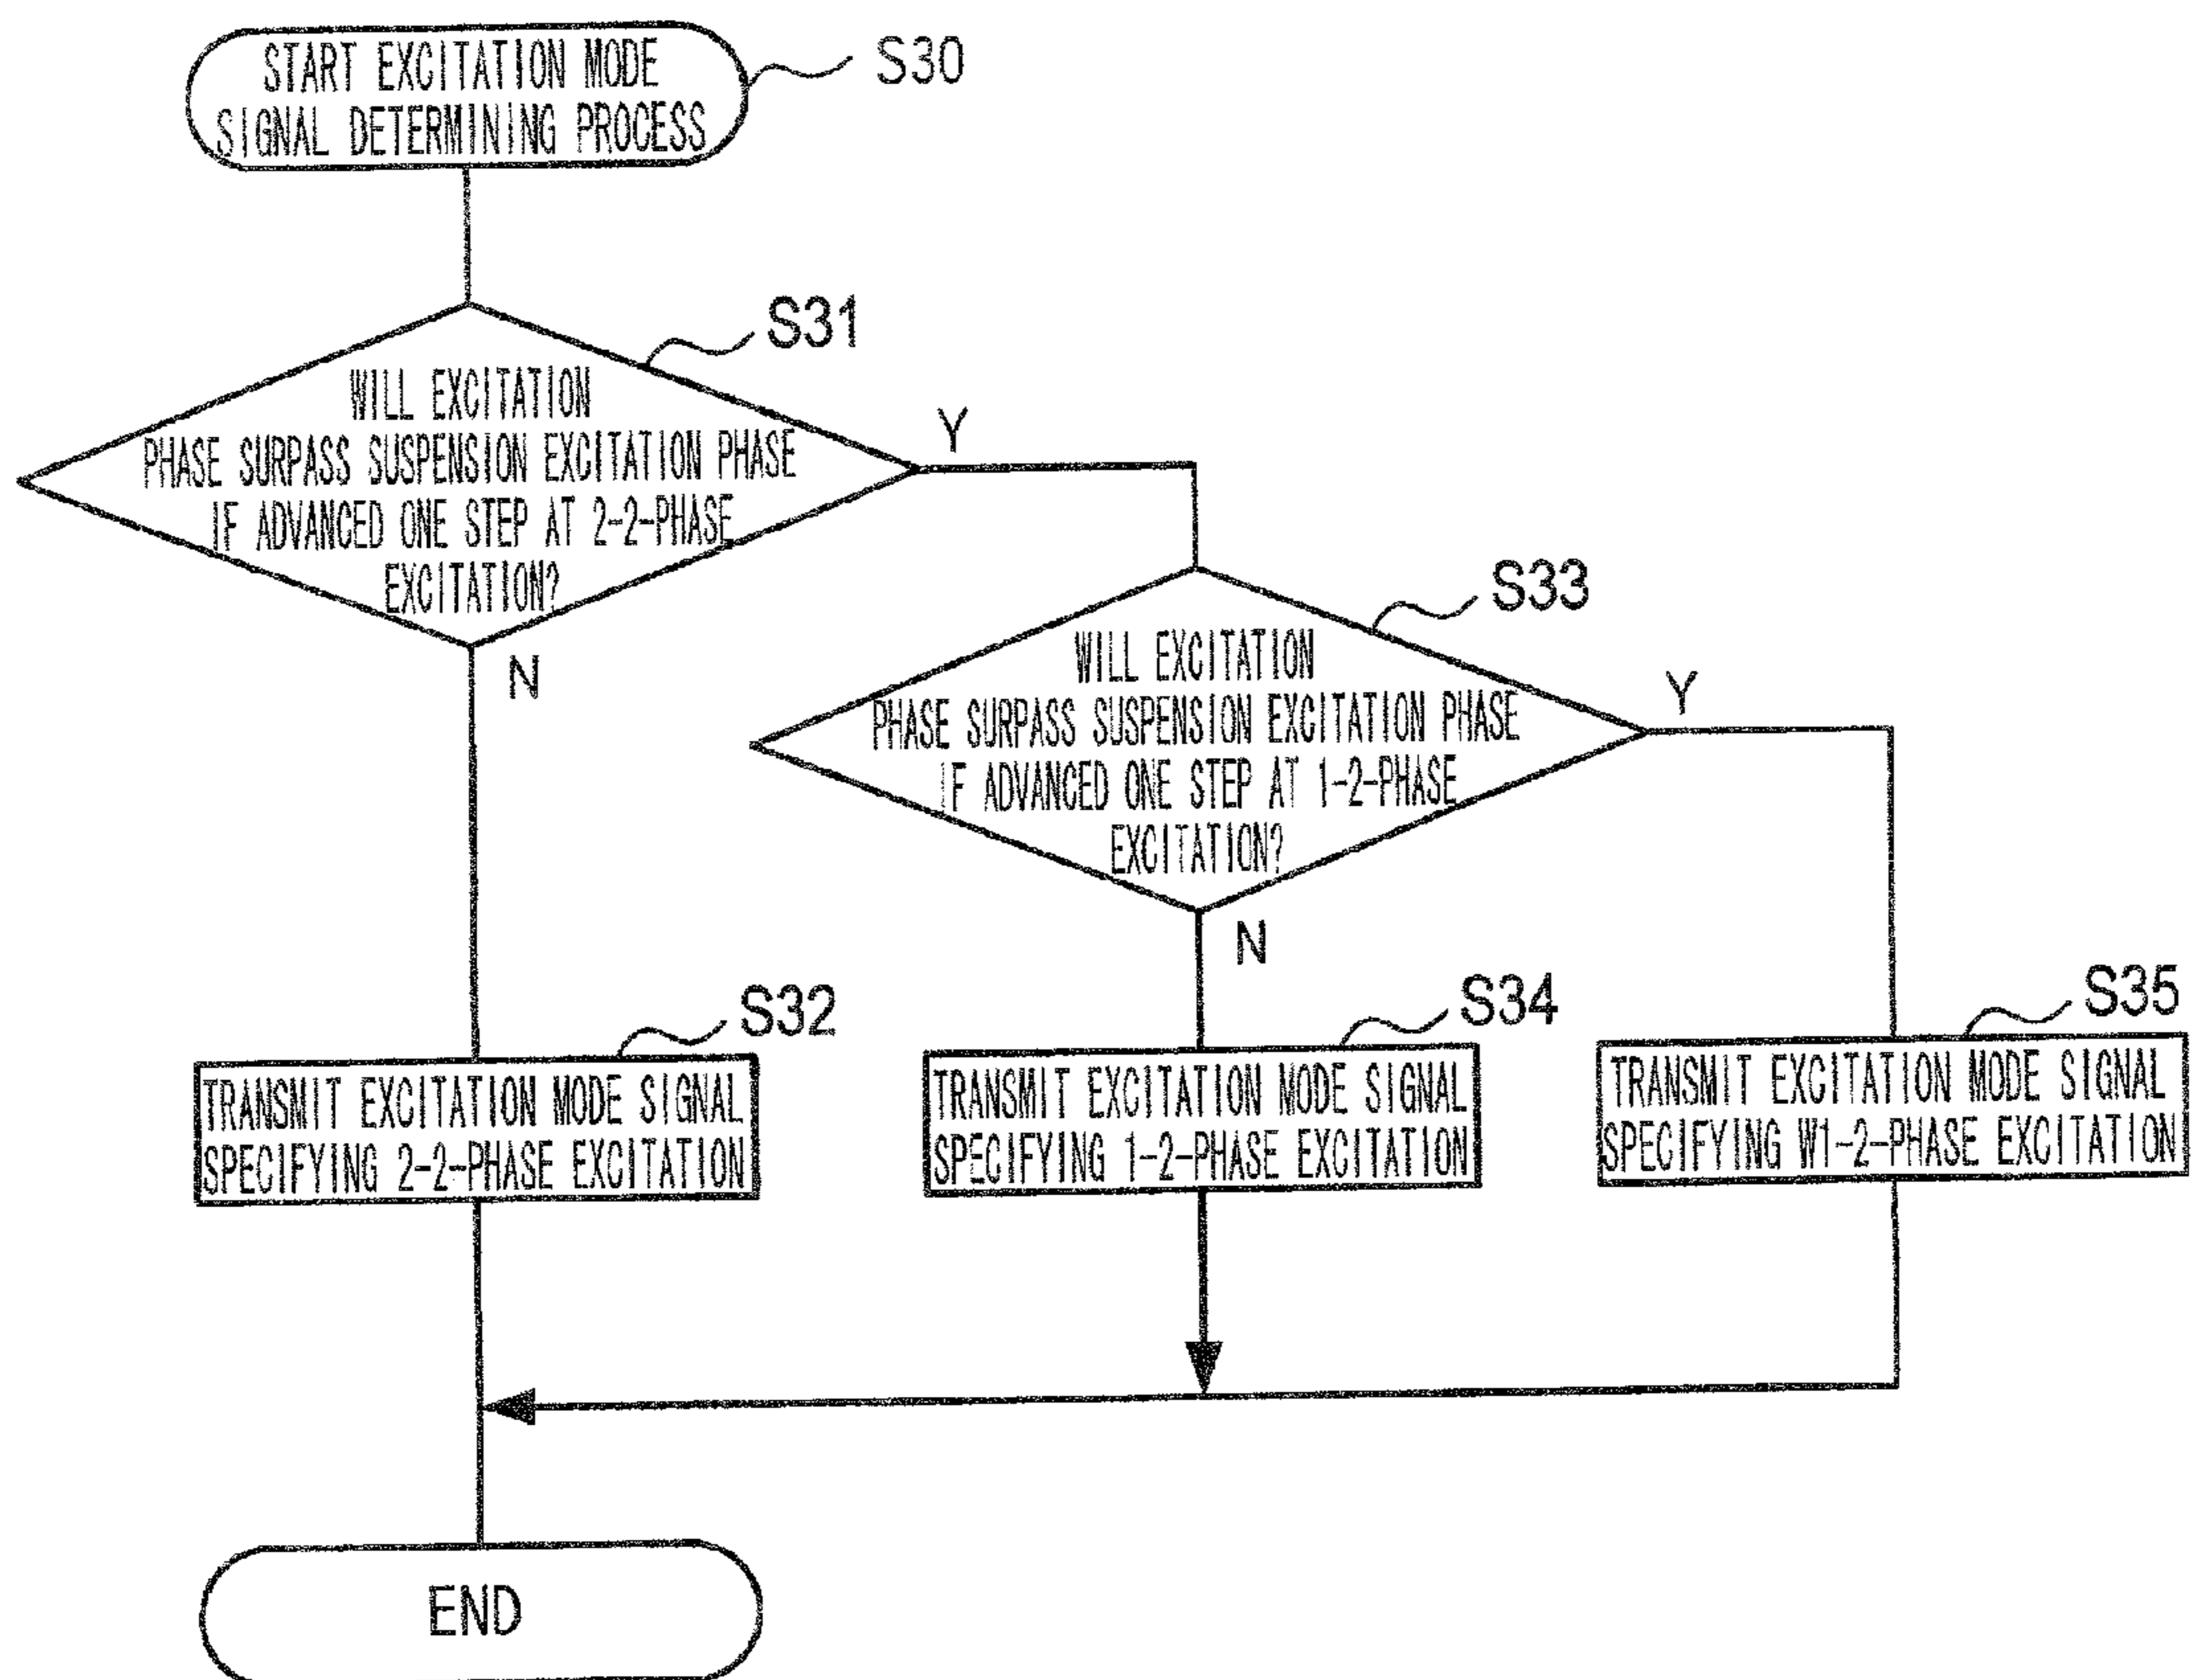 START EXCITATION MODE
SIGNAL DETERMINING PROCESS
S30
S31
WILL EXCITATION
PHASE SURPASS SUSPENSION EXCITATION PHASE
IF ADVANCED ONE STEP AT 2-2-PHASE
EXCITATION?
Y
N
S33
WILL EXCITATION
PHASE SURPASS SUSPENSION EXCITATION PHASE
IF ADVANCED ONE STEP AT 1-2-PHASE
EXCITATION?
Y
N
S32
TRANSMIT EXCITATION MODE SIGNAL
SPECIFYING 2-2-PHASE EXCITATION
S34
TRANSMIT EXCITATION MODE SIGNAL
SPECIFYING 1-2-PHASE EXCITATION
S35
TRANSMIT EXCITATION MODE SIGNAL
SPECIFYING W1-2-PHASE EXCITATION
END